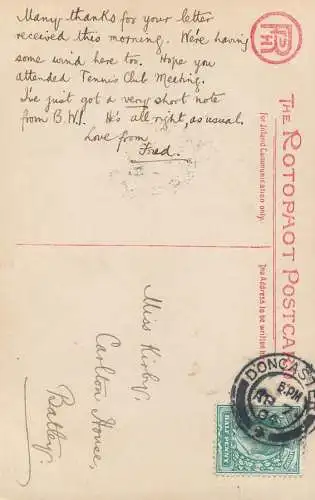 Many thanks for your letter
received this morning. We're having
some wind here too. Hope you
attended Tennis Club Meeting.
I've just got a very short note
from B.W! It's all right, as usual.
Love from
Fred.
THE ROTOPHOT POSTCARD
For Inland Communication only.
The Address to be written here
Miss Kirby,
Carlton House,
Batley.
DONCASTER
8.PM
HALF PENNY